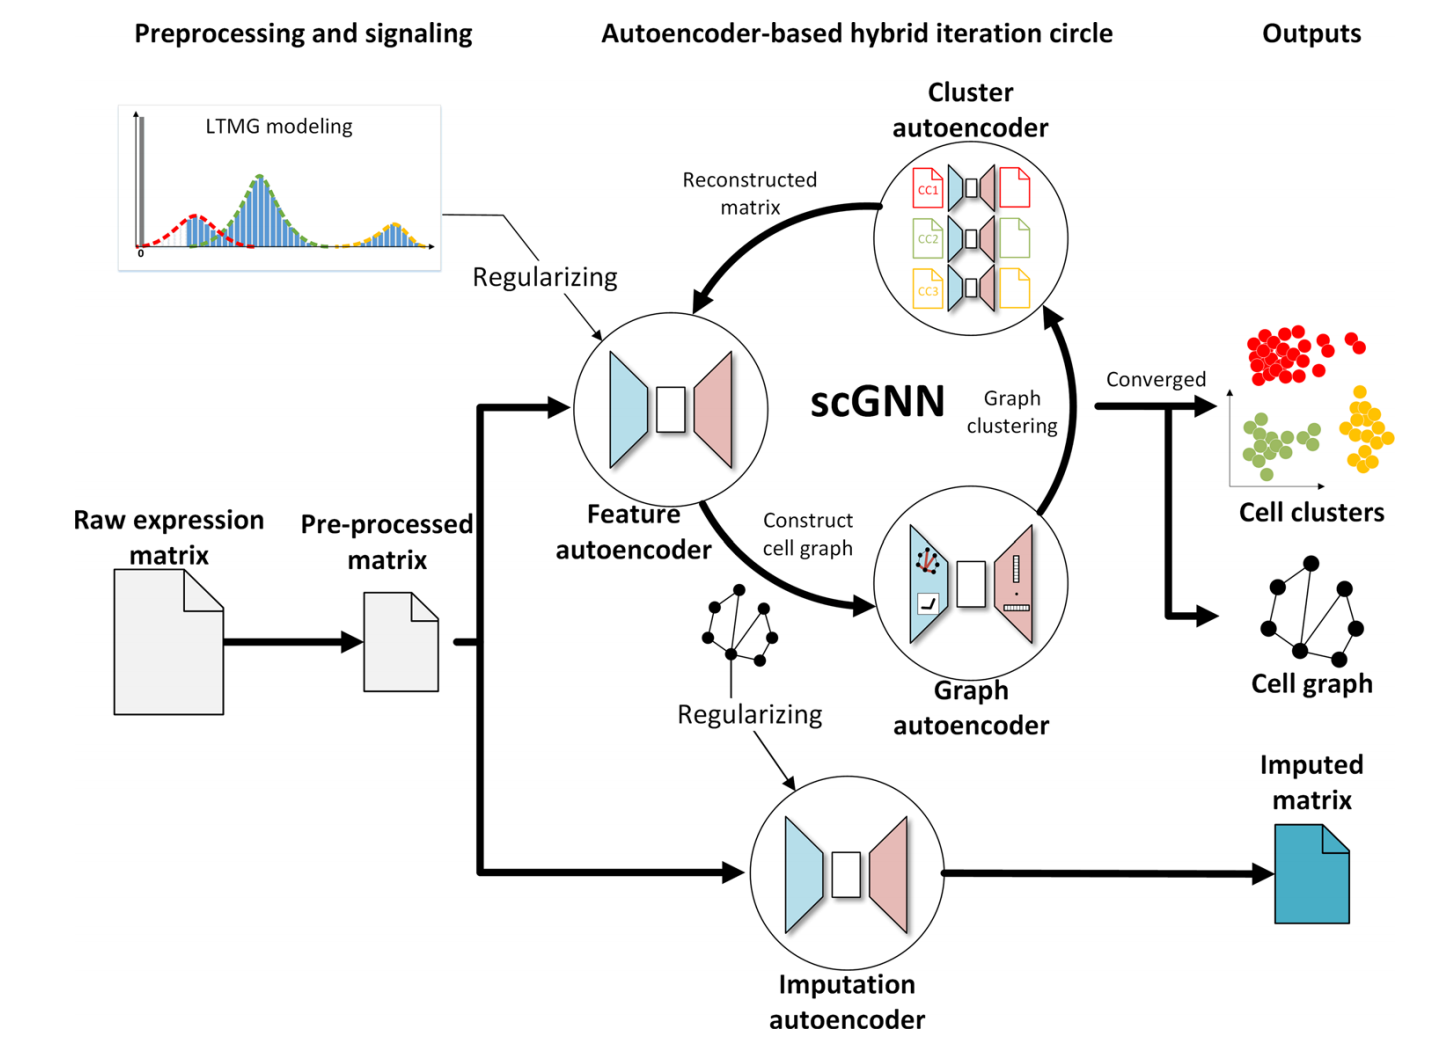 Preprocessing and signaling
Autoencoder-based hybrid iteration circle
Outputs
LTMG modeling
0
Regularizing
Cluster
autoencoder
CC1
CC2
CC3
Reconstructed
matrix
scGNN
Graph
clustering
Converged
Cell clusters
Raw expression
matrix
Pre-processed
matrix
Feature
autoencoder
Construct
cell graph
Graph
autoencoder
Cell graph
Regularizing
Imputed
matrix
Imputation
autoencoder